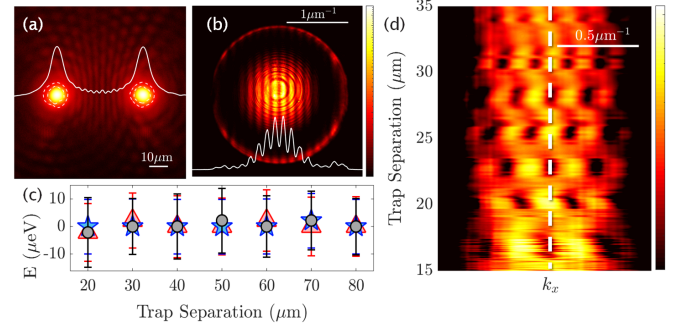 (a)
10μm
(b)
1μm⁻¹
(c)
E (μeV)
10
0
-10
20 30 40 50 60 70 80
Trap Separation (μm)
(d)
0.5μm⁻¹
Trap Separation (μm)
35
30
25
20
15
kₓ